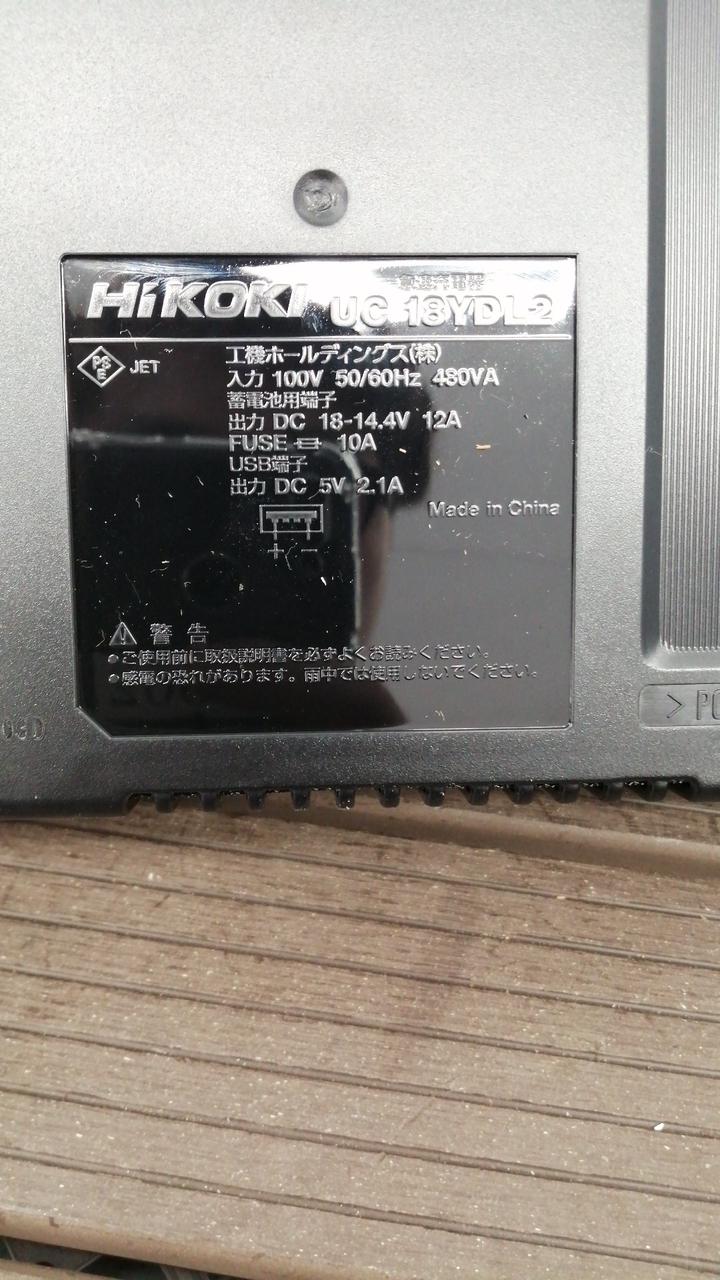 急速充電器
HiKOKI UC 18YDL2
PS
E
JET
工機ホールディングス(株)
入力 100V 50/60Hz 480VA
蓄電池用端子
出力 DC 18-14.4V 12A
FUSE 10A
USB端子
出力 DC 5V 2.1A
Made in China
+ -
⚠ 警告
●ご使用前に取扱説明書を必ずよくお読みください。
●感電の恐れがあります。雨中では使用しないでください。
>PC